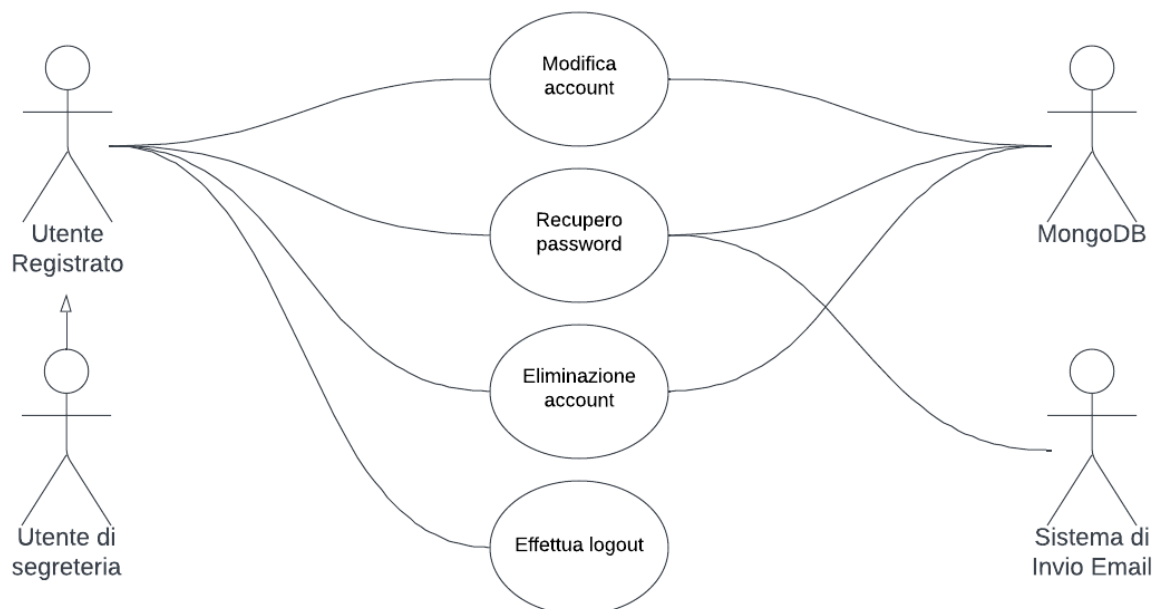 Modifica
account
Utente
Registrato
Recupero
password
MongoDB
Eliminazione
account
Utente di
segreteria
Effettua logout
Sistema di
Invio Email